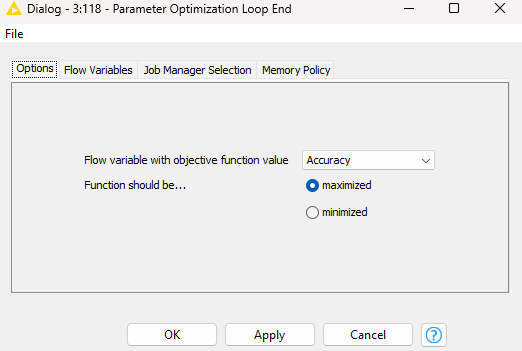 Dialog - 3:118 - Parameter Optimization Loop End
File
Options Flow Variables Job Manager Selection Memory Policy
Flow variable with objective function value Accuracy
Function should be... maximized
minimized
OK Apply Cancel ?